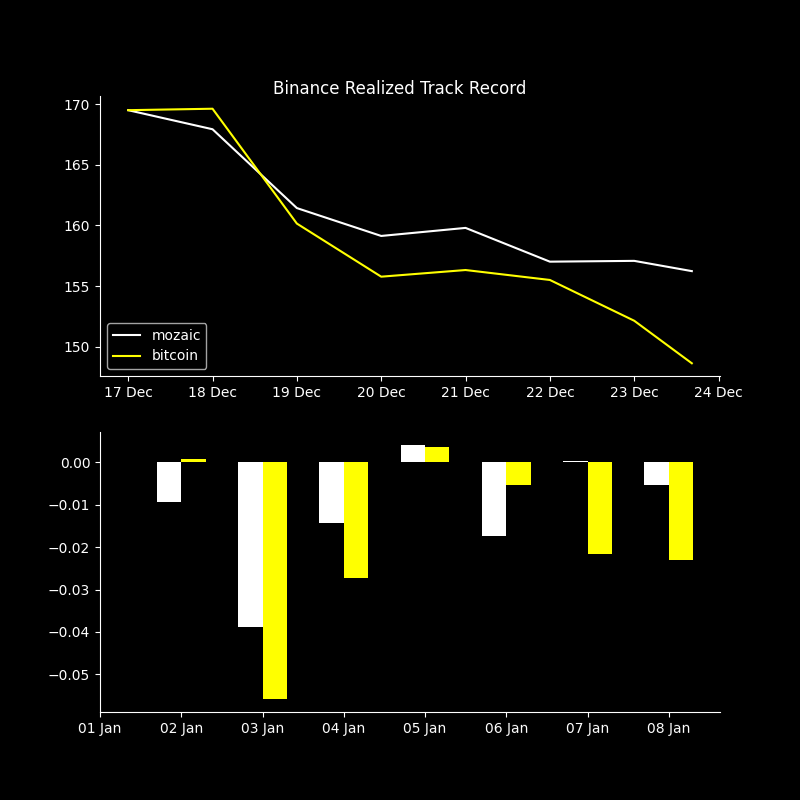 Binance Realized Track Record
170
165
160
155
150
mozaic
bitcoin
17 Dec 18 Dec 19 Dec 20 Dec 21 Dec 22 Dec 23 Dec 24 Dec
0.00
−0.01
−0.02
−0.03
−0.04
−0.05
01 Jan 02 Jan 03 Jan 04 Jan 05 Jan 06 Jan 07 Jan 08 Jan